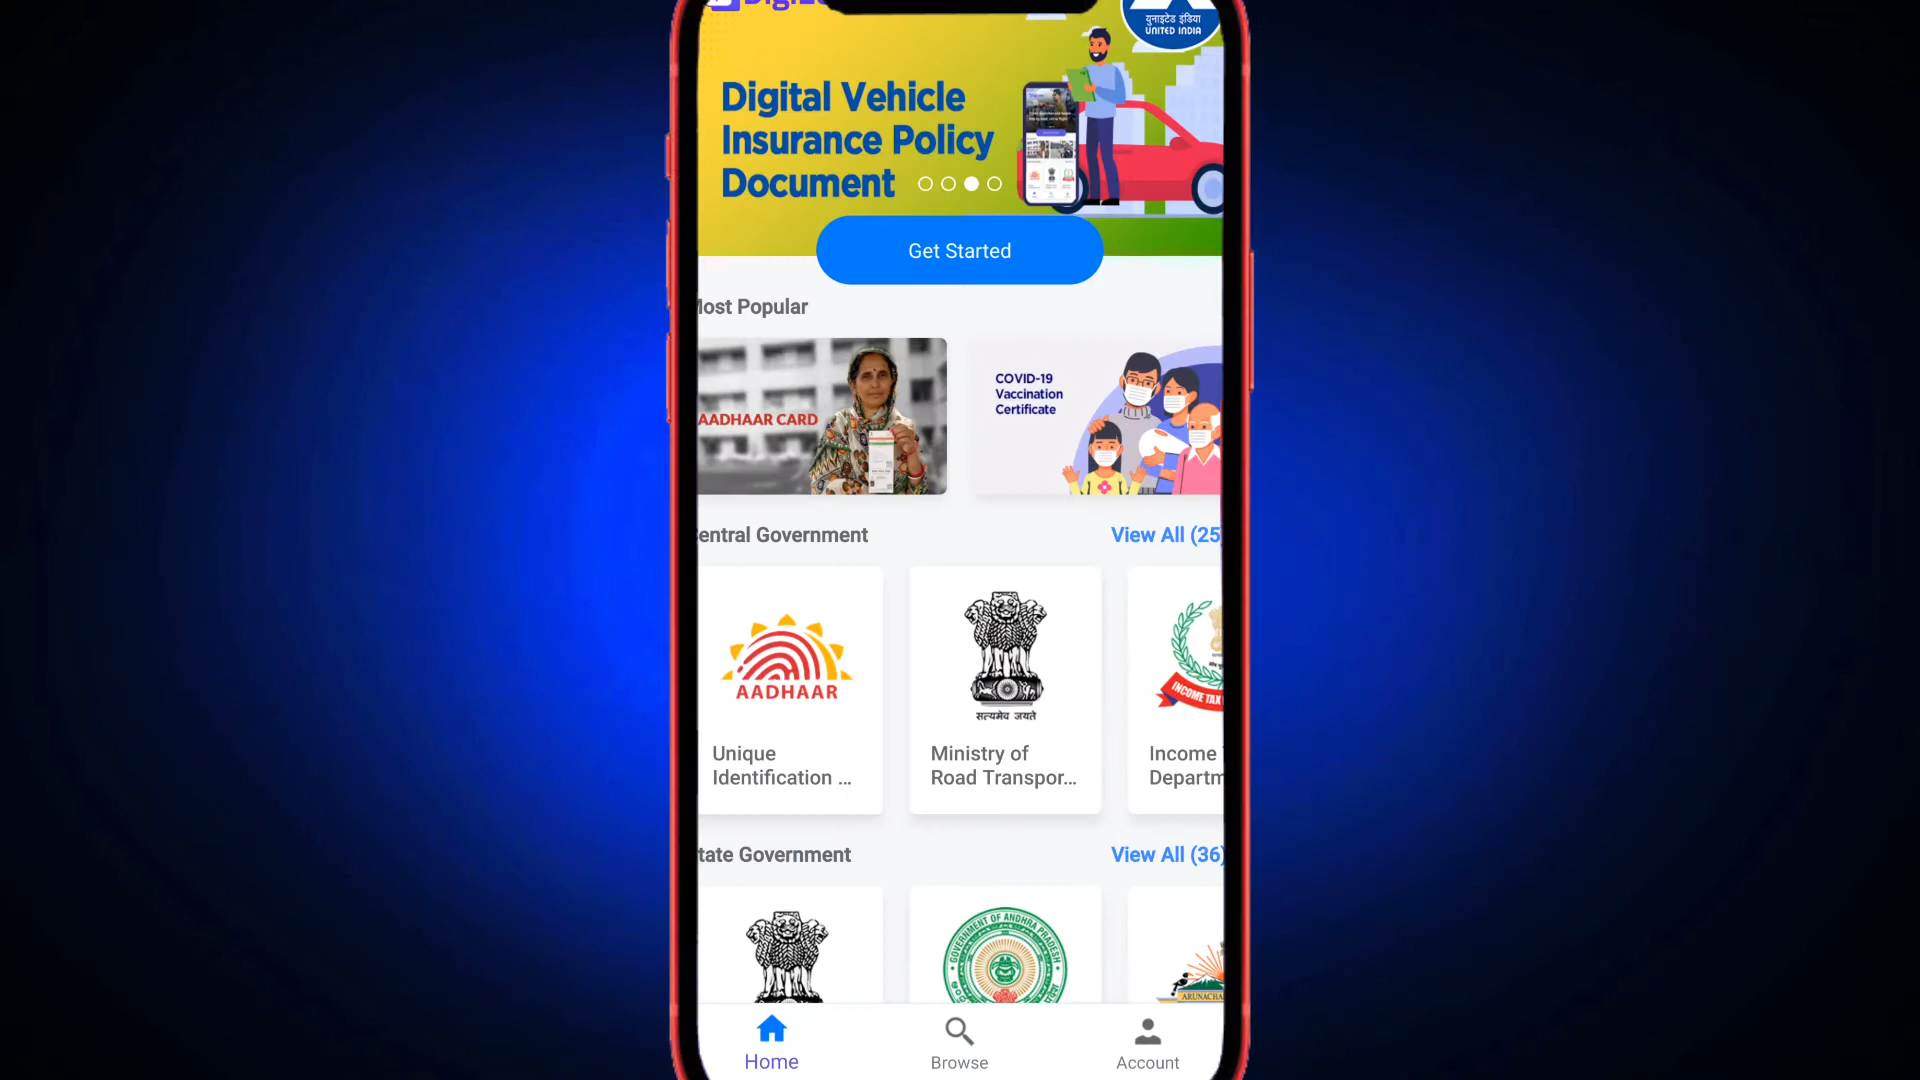 युनाइटेड इंडिया
UNITED INDIA
Digital Vehicle
Insurance Policy
Document
Get Started
Most Popular
AADHAAR CARD
COVID-19
Vaccination
Certificate
Central Government
View All (25)
AADHAAR
सत्यमेव जयते
INCOME TAX
Unique
Identification ...
Ministry of
Road Transpor...
Income
Departm
State Government
View All (36)
GOVERNMENT OF ANDHRA PRADESH
ARUNACHA
Home
Browse
Account